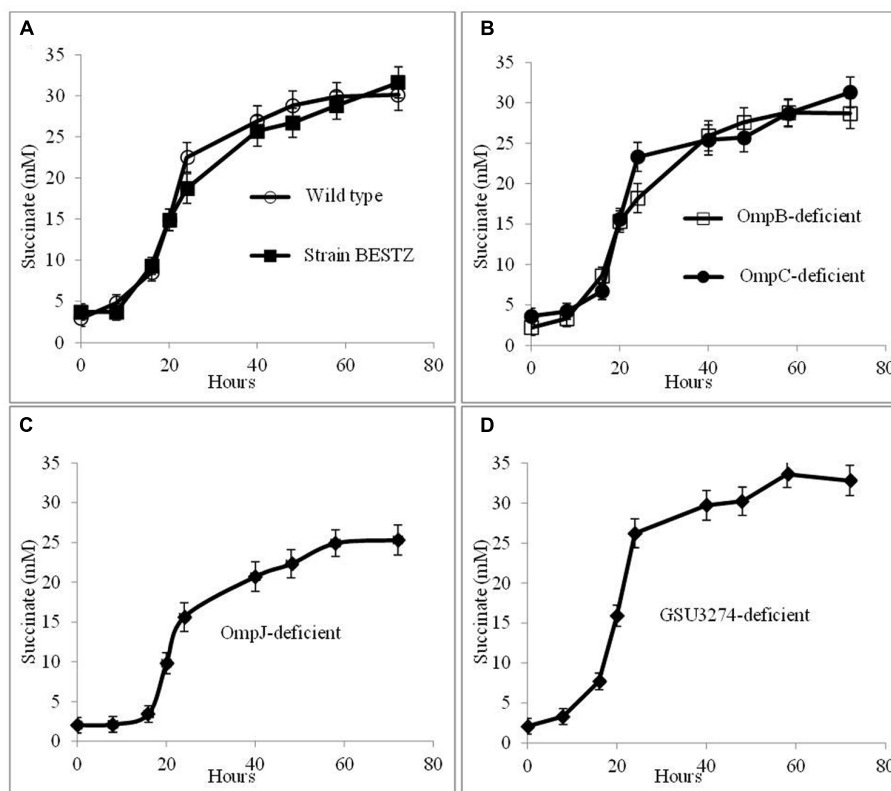 A
35
30
25
20
15
10
5
0
Succinate (mM)
Wild type
Strain BESTZ
0 20 40 60 80
Hours
B
35
30
25
20
15
10
5
0
Succinate (mM)
OmpB-deficient
OmpC-deficient
0 20 40 60 80
Hours
C
35
30
25
20
15
10
5
0
Succinate (mM)
OmpJ-deficient
0 20 40 60 80
Hours
D
35
30
25
20
15
10
5
0
Succinate (mM)
GSU3274-deficient
0 20 40 60 80
Hours